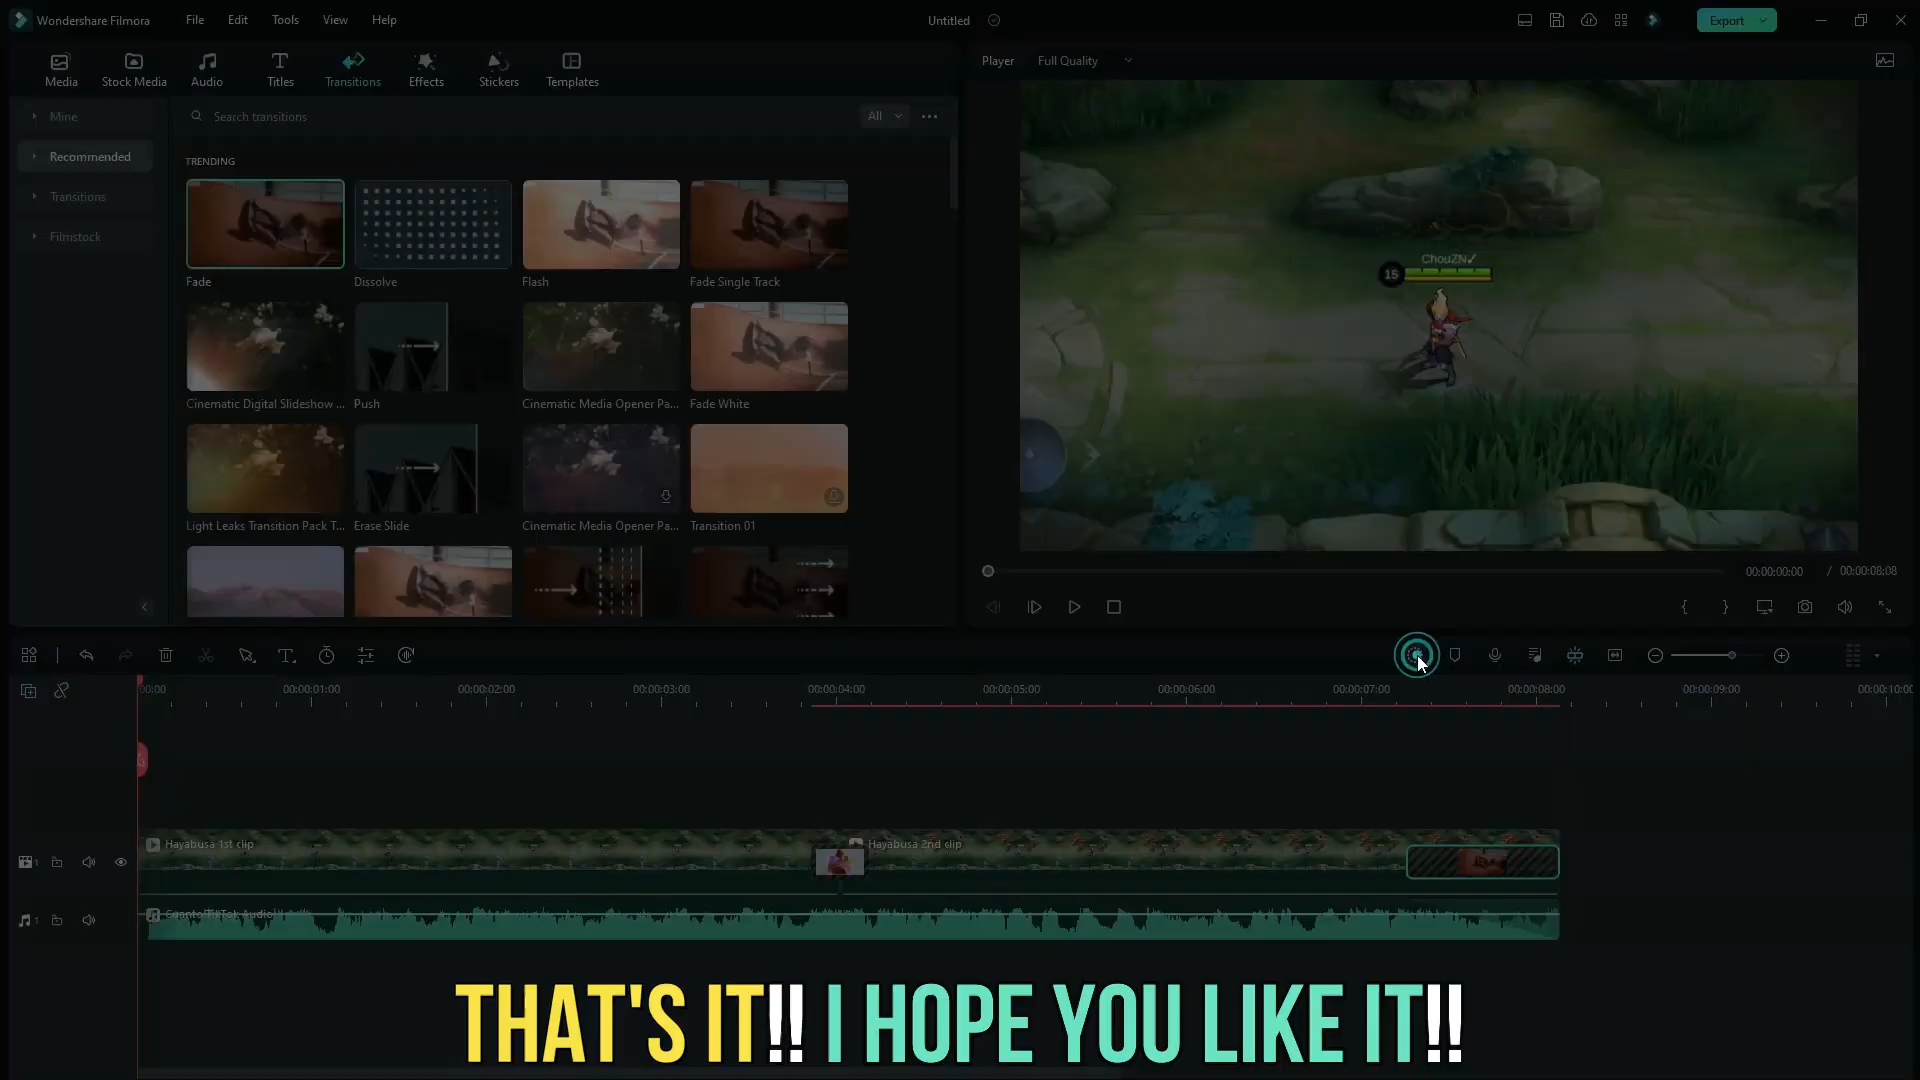 Wondershare Filmora
File
Edit
Tools
View
Help
Untitled
Export
Media
Stock Media
Audio
Titles
Transitions
Effects
Stickers
Templates
Player
Full Quality
Mine
Recommended
Transitions
Filmstock
Search transitions
All
TRENDING
Fade
Dissolve
Flash
Fade Single Track
Cinematic Digital Slideshow ...
Push
Cinematic Media Opener Pa...
Fade White
Light Leaks Transition Pack T...
Erase Slide
Cinematic Media Opener Pa...
Transition 01
ChouZN✓
15
00:00:00:00 / 00:00:08:08
00:00
00:00:01:00
00:00:02:00
00:00:03:00
00:00:04:00
00:00:05:00
00:00:06:00
00:00:07:00
00:00:08:00
00:00:09:00
00:00:10:00
Hayabusa 1st clip
Hayabusa 2nd clip
1
1
THAT'S IT!! I HOPE YOU LIKE IT!!